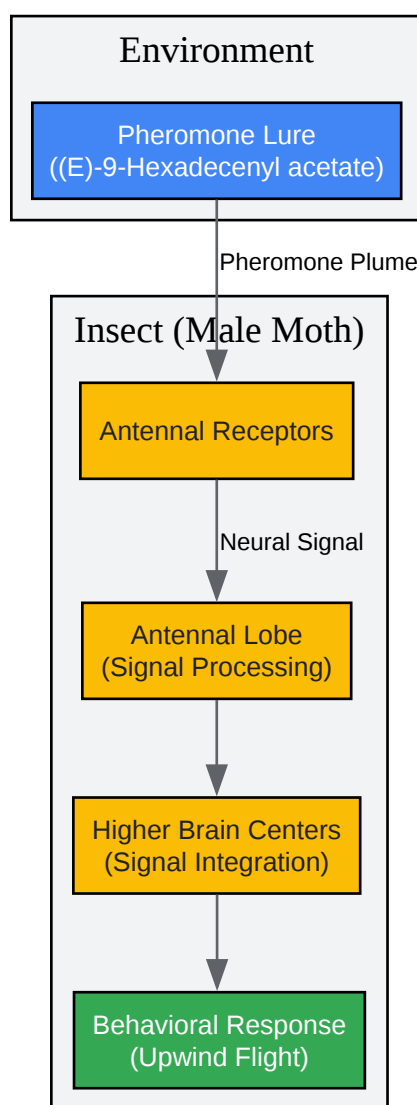 Environment
Pheromone Lure
((E)-9-Hexadecenyl acetate)
Pheromone Plume
Insect (Male Moth)
Antennal Receptors
Neural Signal
Antennal Lobe
(Signal Processing)
Higher Brain Centers
(Signal Integration)
Behavioral Response
(Upwind Flight)